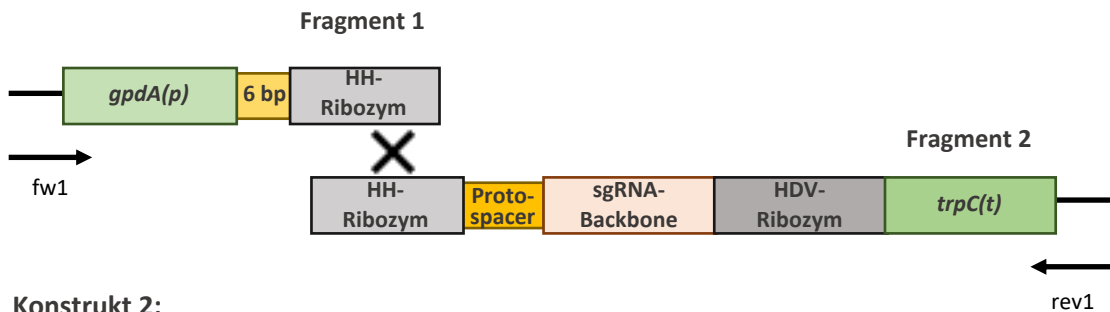 Fragment 1
gpdA(p)
6 bp
HH-
Ribozym
fw1
Fragment 2
HH-
Ribozym
Proto-
spacer
sgRNA-
Backbone
HDV-
Ribozym
trpC(t)
rev1
Konstrukt 2: